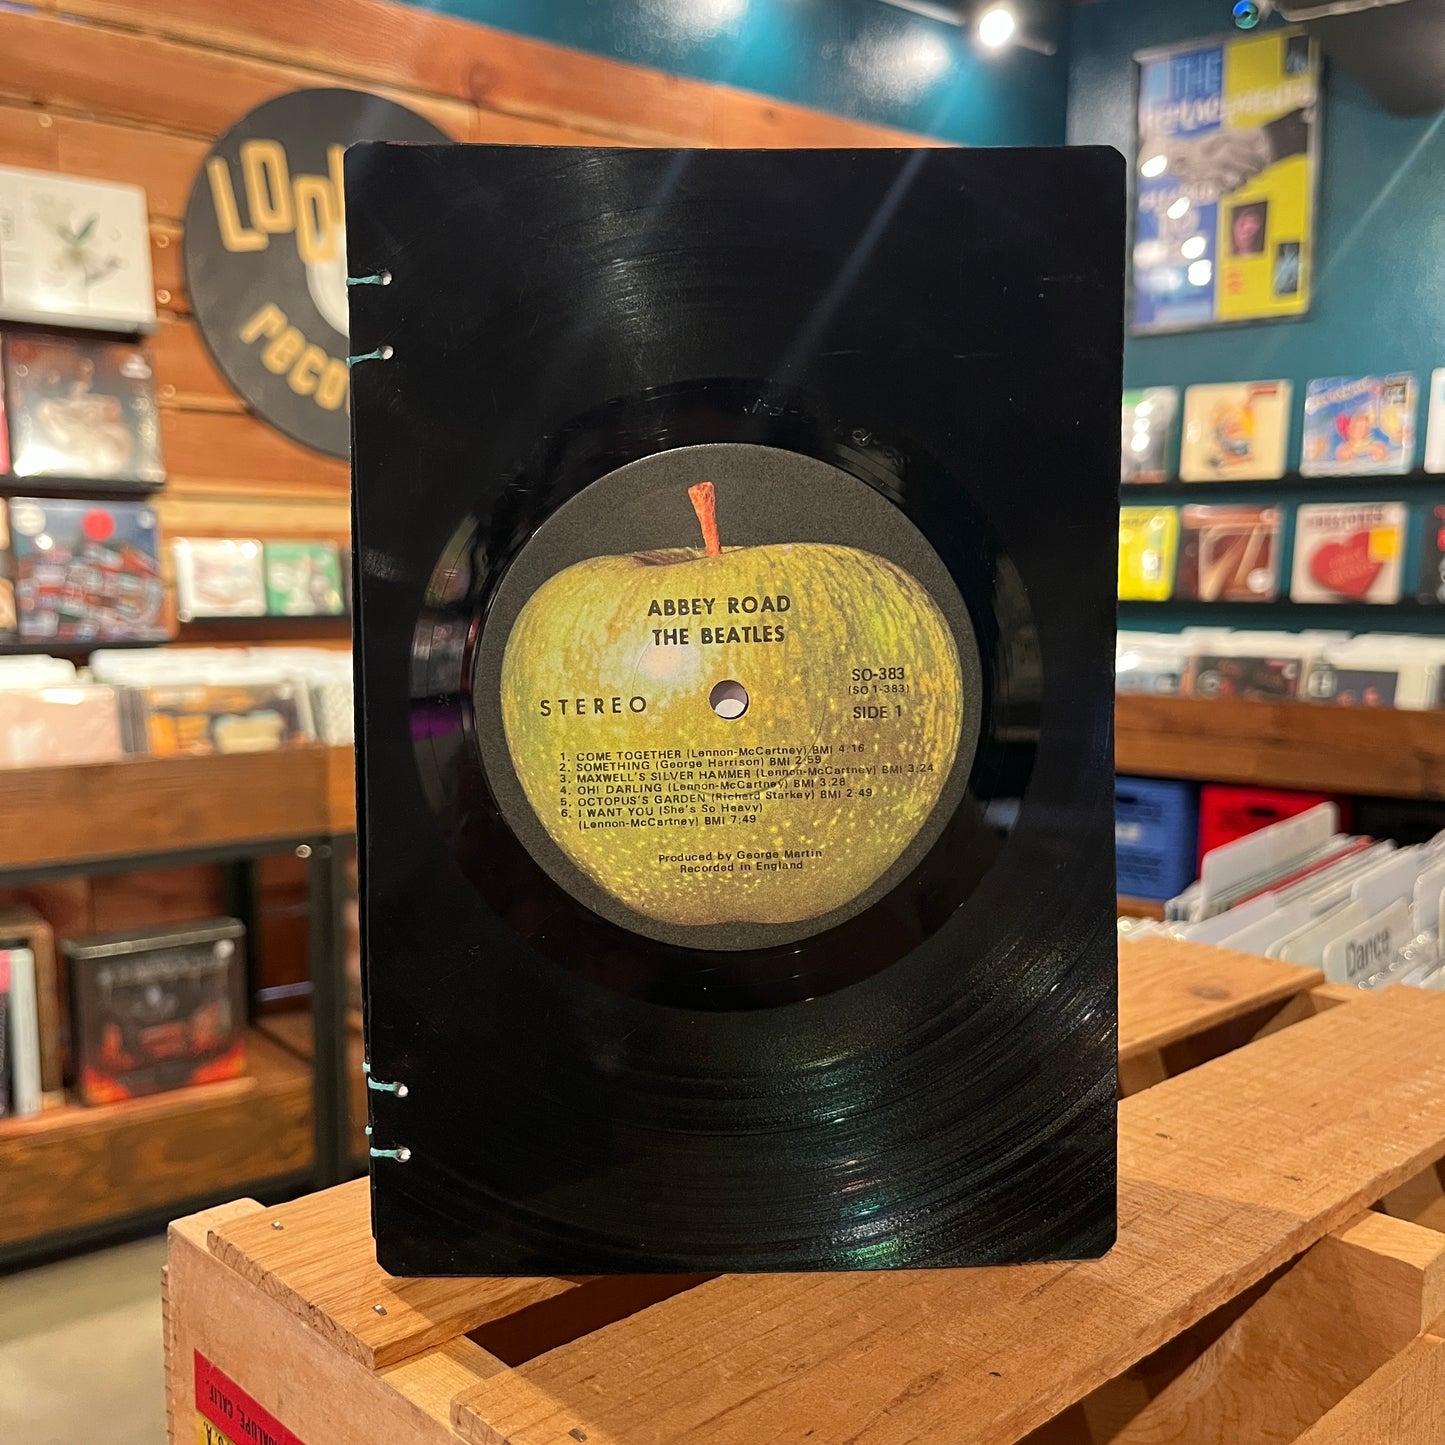 THE
REPLACEMENTS
reco
ABBEY ROAD
THE BEATLES
SO-383
(SO 1-383)
STEREO
SIDE 1
1. COME TOGETHER (Lennon-McCartney) BMI 4:16
2. SOMETHING (George Harrison) BMI 2:59
3. MAXWELL'S SILVER HAMMER (Lennon-McCartney) BMI 3:24
4. OH! DARLING (Lennon-McCartney) BMI 3:28
5. OCTOPUS'S GARDEN (Richard Starkey) BMI 2:49
6. I WANT YOU (She's So Heavy)
(Lennon-McCartney) BMI 7:49
Produced by George Martin
Recorded in England
Dance